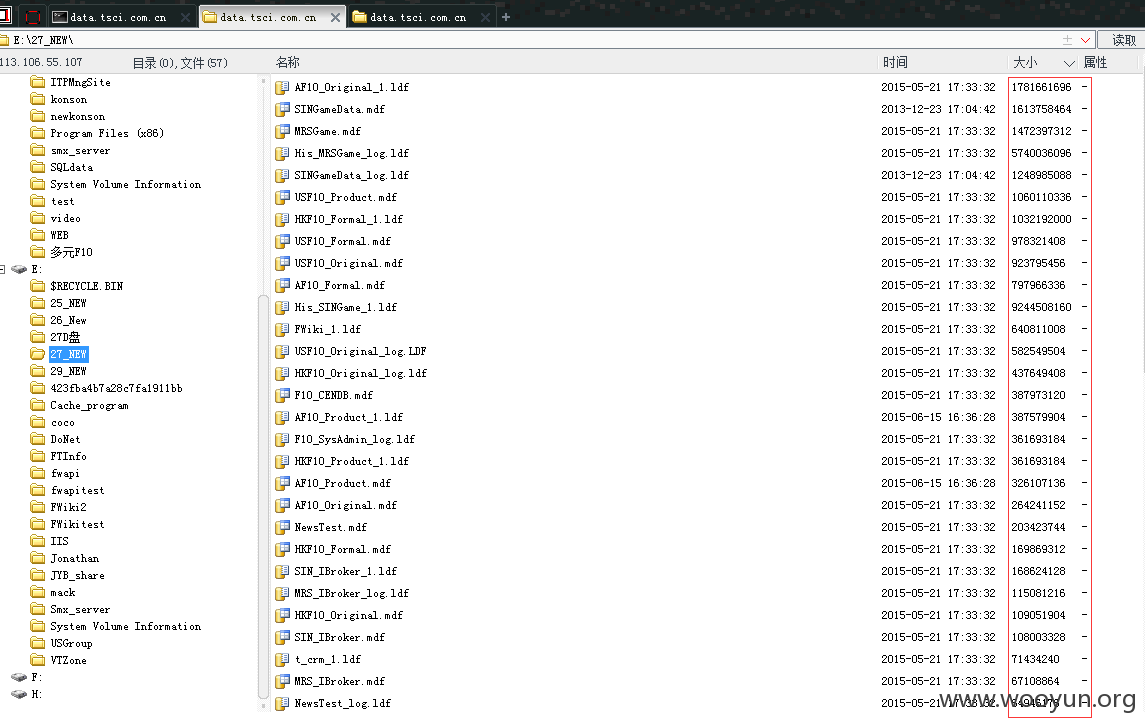 data.tsci.com.cn
data.tsci.com.cn
data.tsci.com.cn
E:\27_NEW\
读取
113.106.55.107
目录(0),文件(57)
名称
时间
大小
属性
ITPMngSite
konson
newkonson
Program Files (x86)
smx_server
SQLdata
System Volume Information
test
video
WEB
多元F10
E:
$RECYCLE.BIN
25_NEW
26_New
27D盘
27_NEW
29_NEW
423fba4b7a28c7fa1911bb
Cache_program
coco
DoNet
FTInfo
fwapi
fwapitest
FWiki2
FWikitest
IIS
Jonathan
JYB_share
mack
Smx_server
System Volume Information
USGroup
VTZone
F:
H:
AF10_Original_1.ldf 2015-05-21 17:33:32 1781661696 -
SINGameData.mdf 2013-12-23 17:04:42 1613758464 -
MRSGame.mdf 2015-05-21 17:33:32 1472397312 -
His_MRSGame_log.ldf 2015-05-21 17:33:32 5740036096 -
SINGameData_log.ldf 2013-12-23 17:04:42 1248985088 -
USF10_Product.mdf 2015-05-21 17:33:32 1060110336 -
HKF10_Formal_1.ldf 2015-05-21 17:33:32 1032192000 -
USF10_Formal.mdf 2015-05-21 17:33:32 978321408 -
USF10_Original.mdf 2015-05-21 17:33:32 923795456 -
AF10_Formal.mdf 2015-05-21 17:33:32 797966336 -
His_SINGame_1.ldf 2015-05-21 17:33:32 9244508160 -
FWiki_1.ldf 2015-05-21 17:33:32 640811008 -
USF10_Original_log.LDF 2015-05-21 17:33:32 582549504 -
HKF10_Original_log.ldf 2015-05-21 17:33:32 437649408 -
F10_CENDB.mdf 2015-05-21 17:33:32 387973120 -
AF10_Product_1.ldf 2015-06-15 16:36:28 387579904 -
F10_SysAdmin_log.ldf 2015-05-21 17:33:32 361693184 -
HKF10_Product_1.ldf 2015-05-21 17:33:32 361693184 -
AF10_Product.mdf 2015-06-15 16:36:28 326107136 -
AF10_Original.mdf 2015-05-21 17:33:32 264241152 -
NewsTest.mdf 2015-05-21 17:33:32 203423744 -
HKF10_Formal.mdf 2015-05-21 17:33:32 169869312 -
SIN_IBroker_1.ldf 2015-05-21 17:33:32 168624128 -
MRS_IBroker_log.ldf 2015-05-21 17:33:32 115081216 -
HKF10_Original.mdf 2015-05-21 17:33:32 109051904 -
SIN_IBroker.mdf 2015-05-21 17:33:32 108003328 -
t_crm_1.ldf 2015-05-21 17:33:32 71434240 -
MRS_IBroker.mdf 2015-05-21 17:33:32 67108864 -
NewsTest_log.ldf 2015-05-21 17:33:32
www.wooyun.org